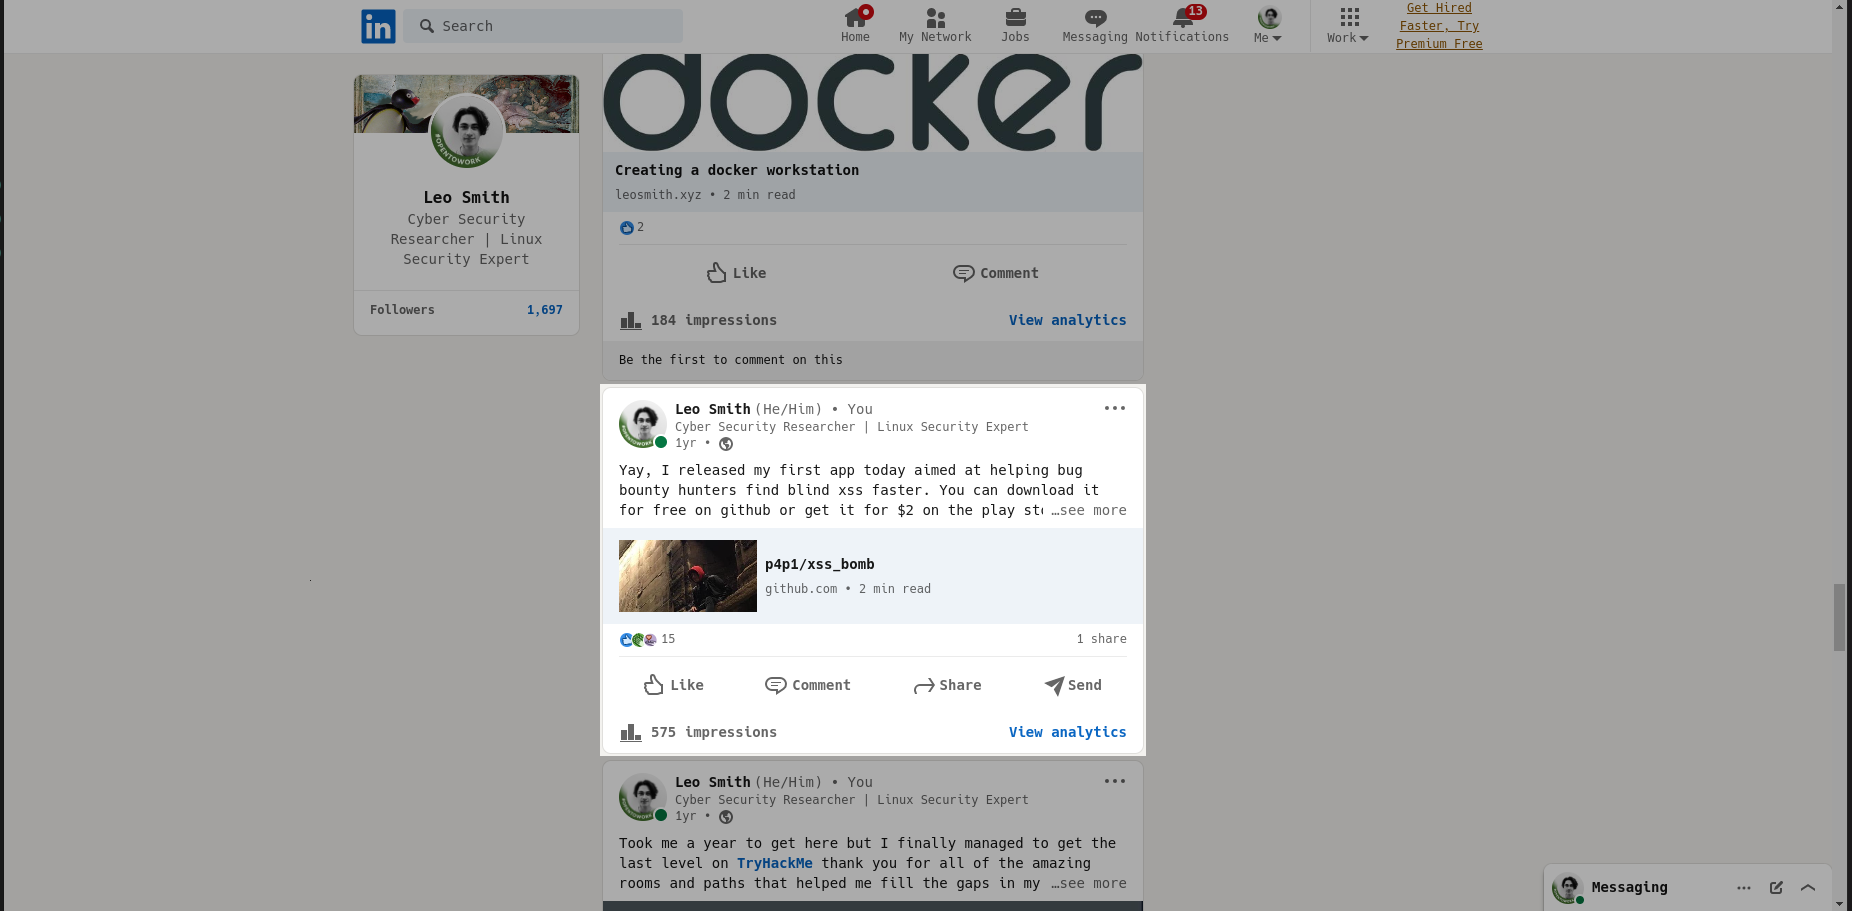 in
Search
Home
My Network
Jobs
Messaging
13
Notifications
Me
Work
Get Hired
Faster, Try
Premium Free
#OPENTOWORK
Leo Smith
Cyber Security
Researcher | Linux
Security Expert
Followers 1,697
docker
Creating a docker workstation
leosmith.xyz • 2 min read
2
Like Comment
184 impressions View analytics
Be the first to comment on this
Leo Smith (He/Him) • You
Cyber Security Researcher | Linux Security Expert
1yr •
Yay, I released my first app today aimed at helping bug
bounty hunters find blind xss faster. You can download it
for free on github or get it for $2 on the play sto …see more
p4p1/xss_bomb
github.com • 2 min read
15 1 share
Like Comment Share Send
575 impressions View analytics
Leo Smith (He/Him) • You
Cyber Security Researcher | Linux Security Expert
1yr •
Took me a year to get here but I finally managed to get the
last level on TryHackMe thank you for all of the amazing
rooms and paths that helped me fill the gaps in my …see more
Messaging